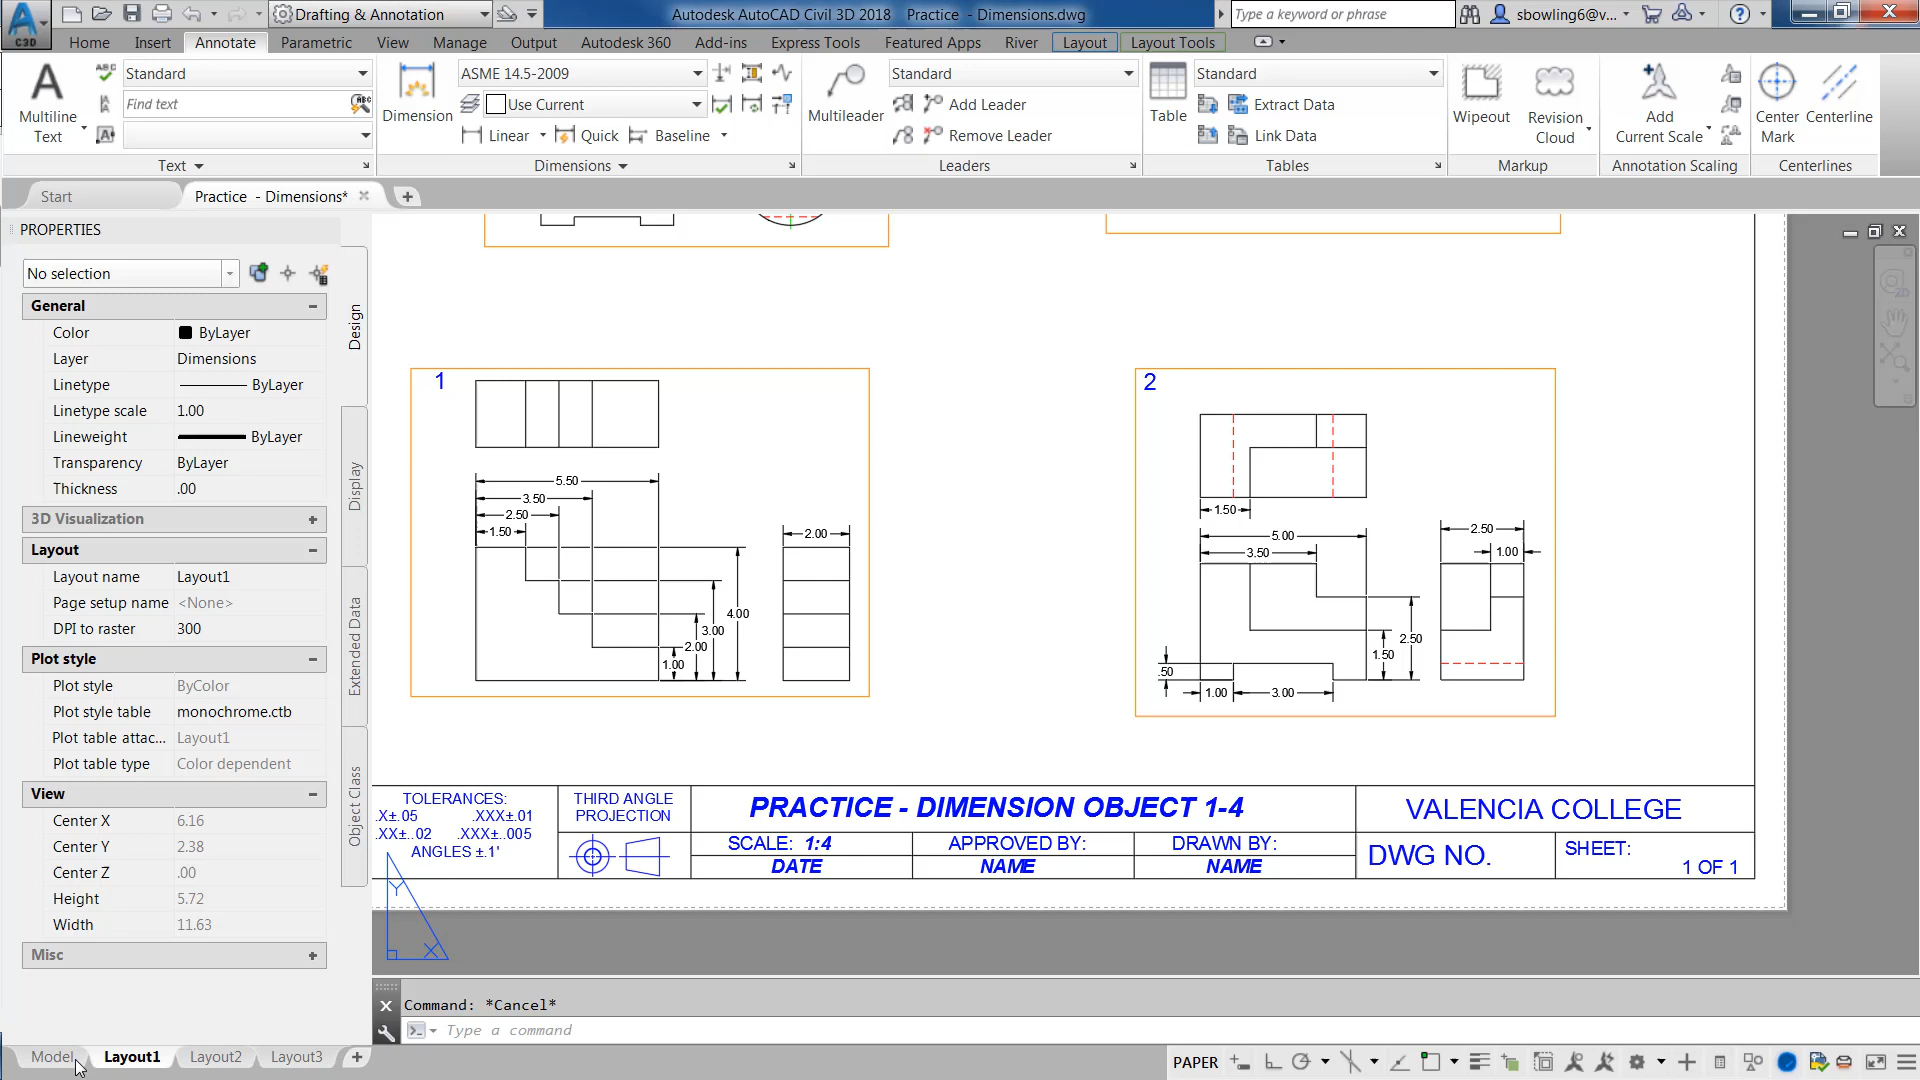 Drafting & Annotation
Autodesk AutoCAD Civil 3D 2018 Practice - Dimensions.dwg
Type a keyword or phrase
sbowling6@v...
C3D
Home Insert Annotate Parametric View Manage Output Autodesk 360 Add-ins Express Tools Featured Apps River Layout Layout Tools
Multiline
Text
Standard
Find text
Text
Dimension
ASME 14.5-2009
Use Current
Linear Quick Baseline
Dimensions
Multileader
Standard
Add Leader
Remove Leader
Leaders
Table
Standard
Extract Data
Link Data
Tables
Wipeout
Revision
Cloud
Markup
Add
Current Scale
Annotation Scaling
Center
Mark
Centerline
Centerlines
Start
Practice - Dimensions*
PROPERTIES
No selection
General
Color ByLayer
Layer Dimensions
Linetype ByLayer
Linetype scale 1.00
Lineweight ByLayer
Transparency ByLayer
Thickness .00
3D Visualization
Layout
Layout name Layout1
Page setup name <None>
DPI to raster 300
Plot style
Plot style ByColor
Plot style table monochrome.ctb
Plot table attac... Layout1
Plot table type Color dependent
View
Center X 6.16
Center Y 2.38
Center Z .00
Height 5.72
Width 11.63
Misc
Design
Display
Extended Data
Object Class
1
5.50
3.50
2.50
1.50
2.00
4.00
3.00
2.00
1.00
2
1.50
5.00
3.50
2.50
1.00
2.50
1.50
.50
1.00
3.00
TOLERANCES:
.X±.05 .XXX±.01
.XX±..02 .XXX±.005
ANGLES ±.1'
THIRD ANGLE
PROJECTION
PRACTICE - DIMENSION OBJECT 1-4
SCALE: 1:4
DATE
APPROVED BY:
NAME
DRAWN BY:
NAME
VALENCIA COLLEGE
DWG NO.
SHEET:
1 OF 1
Y
X
Command: *Cancel*
Type a command
Model Layout1 Layout2 Layout3
PAPER